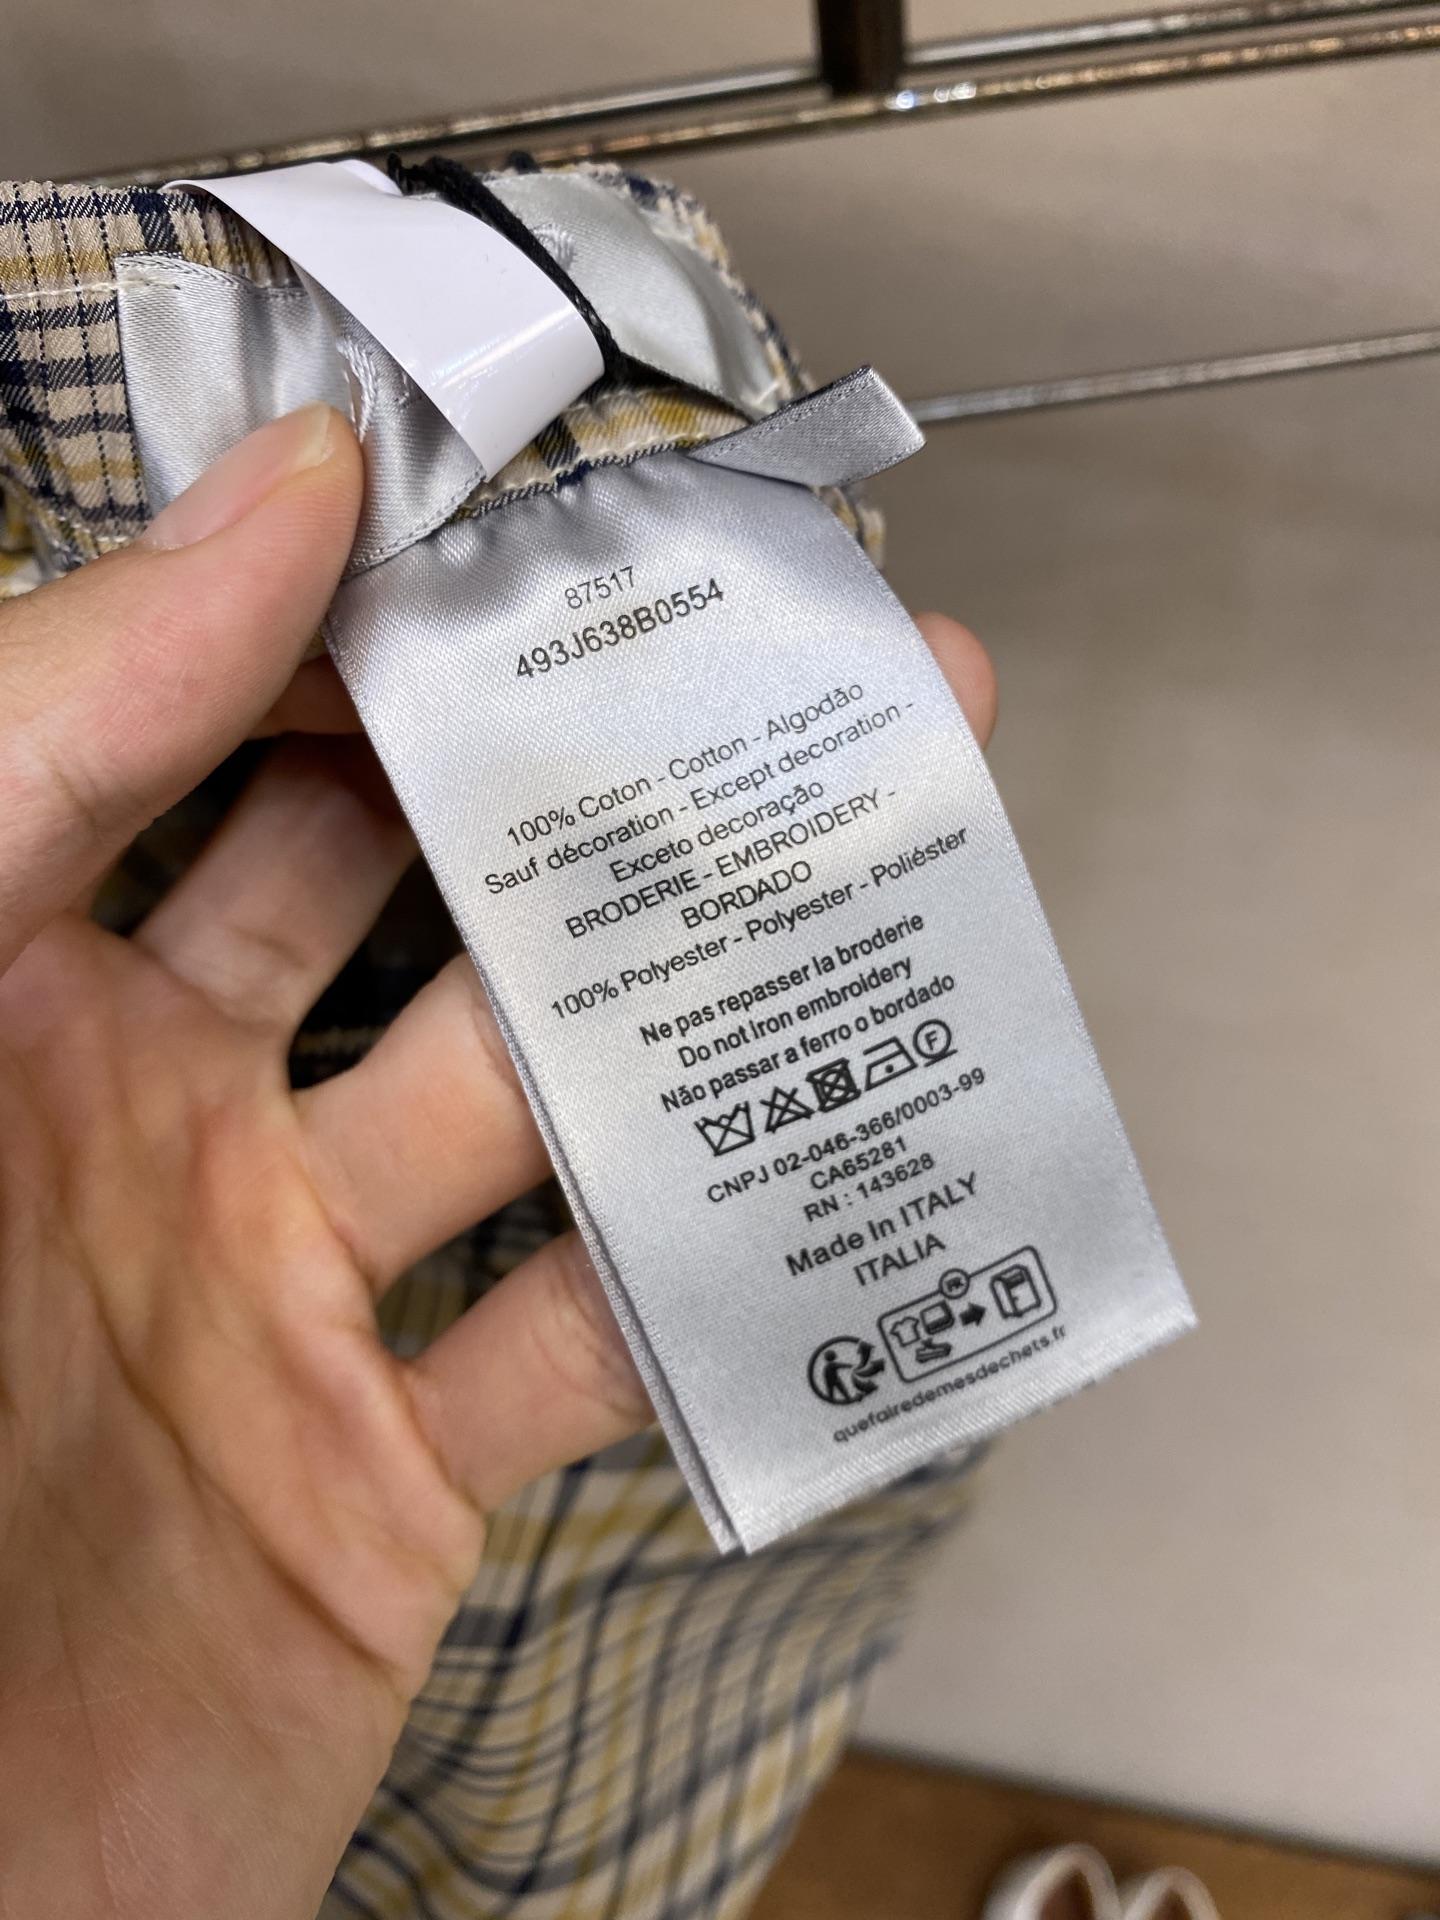 87517
493J638B0554
100% Coton - Cotton - Algodão
Sauf décoration - Except decoration -
Exceto decoração
BRODERIE - EMBROIDERY -
BORDADO
100% Polyester - Polyester - Poliéster
Ne pas repasser la broderie
Do not Iron embroidery
Não passar a ferro o bordado
F
CNPJ 02-046-366/0003-99
CA65281
RN : 143628
Made In ITALY
ITALIA
FR
quefairedemesdechets.fr